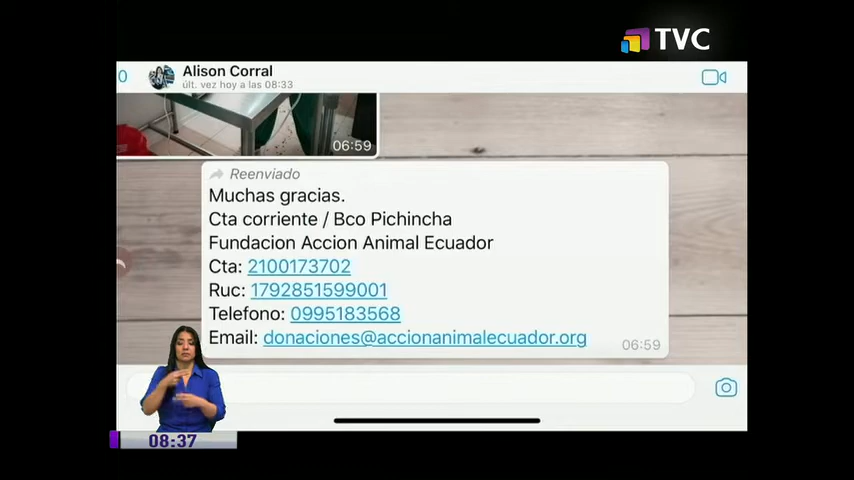 TVC
0
Alison Corral
últ. vez hoy a las 08:33
06:59
Reenviado
Muchas gracias.
Cta corriente / Bco Pichincha
Fundacion Accion Animal Ecuador
Cta: 2100173702
Ruc: 1792851599001
Telefono: 0995183568
Email: donaciones@accionanimalecuador.org
06:59
08:37